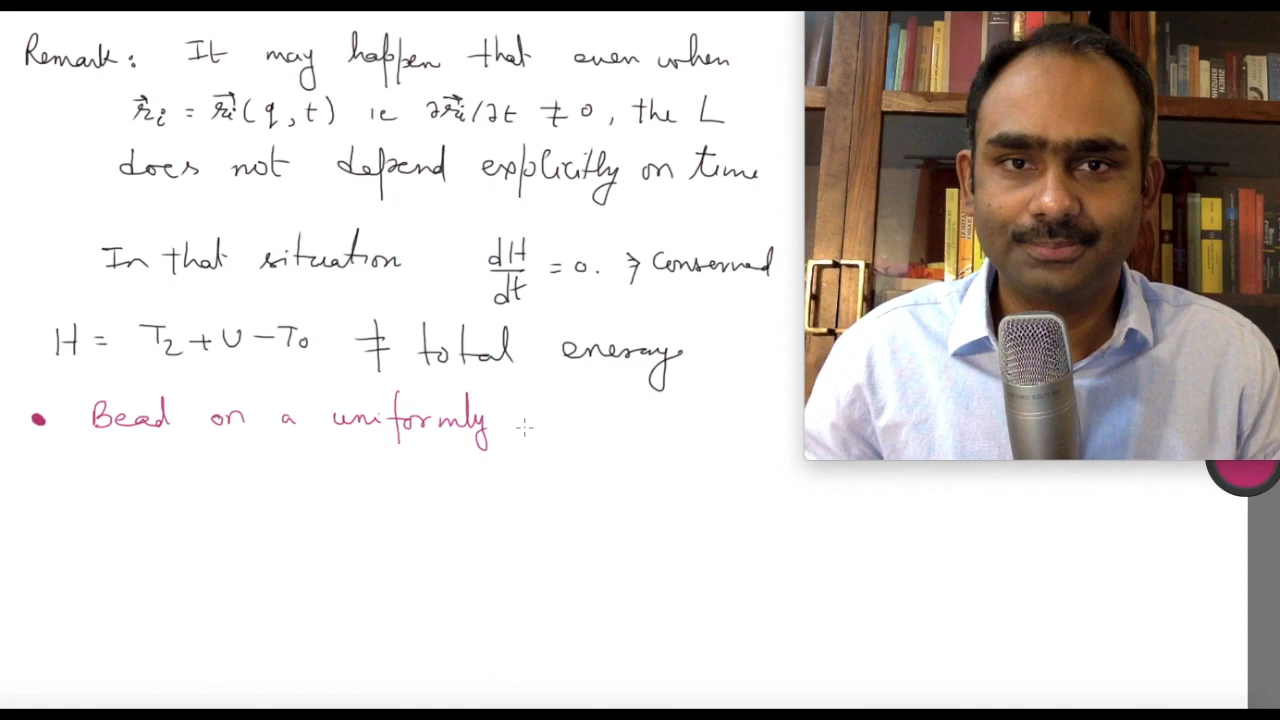 Remark: It may happen that even when
r⃗i = r⃗i(q, t) ie ∂r⃗i/∂t ≠ 0, the L
does not depend explicitly on time
In that situation dH/dt = 0. } Conserved
H = T2 + U - T0 ≠ total energy
• Bead on a uniformly